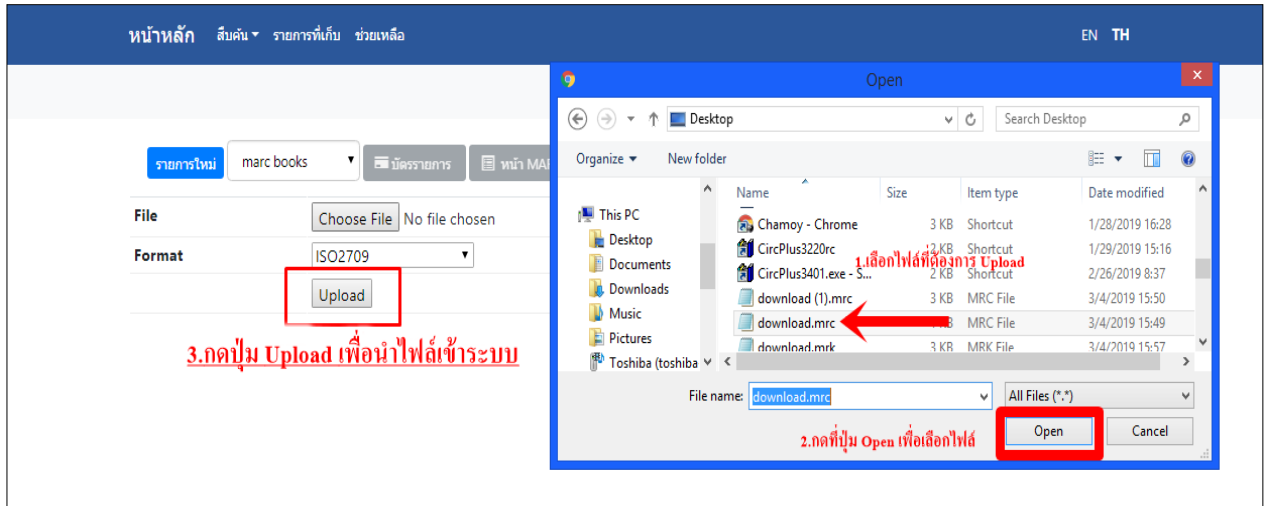 หน้าหลัก สืบค้น รายการที่เก็บ ช่วยเหลือ EN TH
รายการใหม่ marc books บัตรรายการ หน้า MA
File Choose File No file chosen
Format ISO2709
Upload
3.กดปุ่ม Upload เพื่อนำไฟล์เข้าระบบ
Open
Desktop Search Desktop
Organize New folder
Name Size Item type Date modified
This PC
Desktop
Documents
Downloads
Music
Pictures
Toshiba (toshiba
Chamoy - Chrome 3 KB Shortcut 1/28/2019 16:28
CircPlus3220rc 2 KB Shortcut 1/29/2019 15:16
1.เลือกไฟล์ที่ต้องการ Upload
CircPlus3401.exe - S... 2 KB Shortcut 2/26/2019 8:37
download (1).mrc 3 KB MRC File 3/4/2019 15:50
download.mrc KB MRC File 3/4/2019 15:49
download.mrk 3 KB MRK File 3/4/2019 15:57
File name: download.mrc All Files (*.*)
2.กดที่ปุ่ม Open เพื่อเลือกไฟล์
Open Cancel